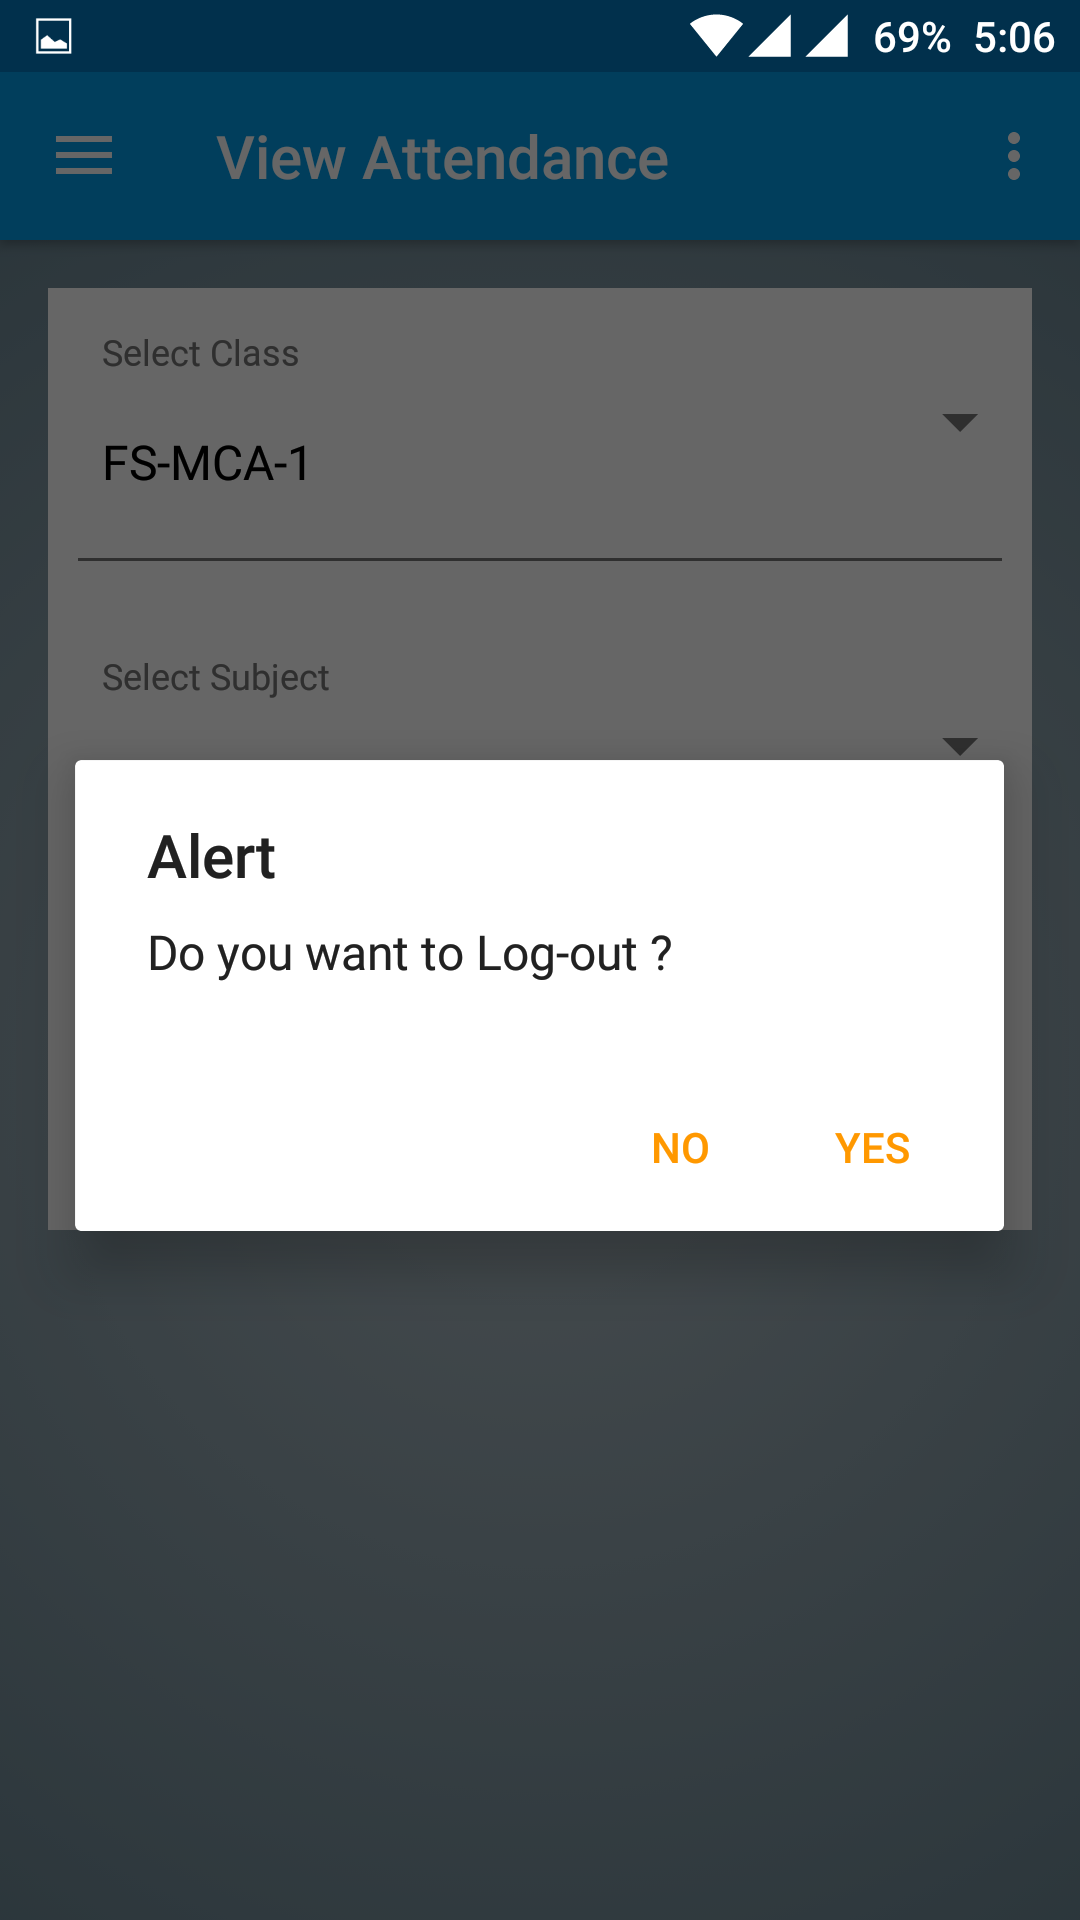 69% 5:06
View Attendance
Select Class
FS-MCA-1
Select Subject
Alert
Do you want to Log-out ?
NO YES